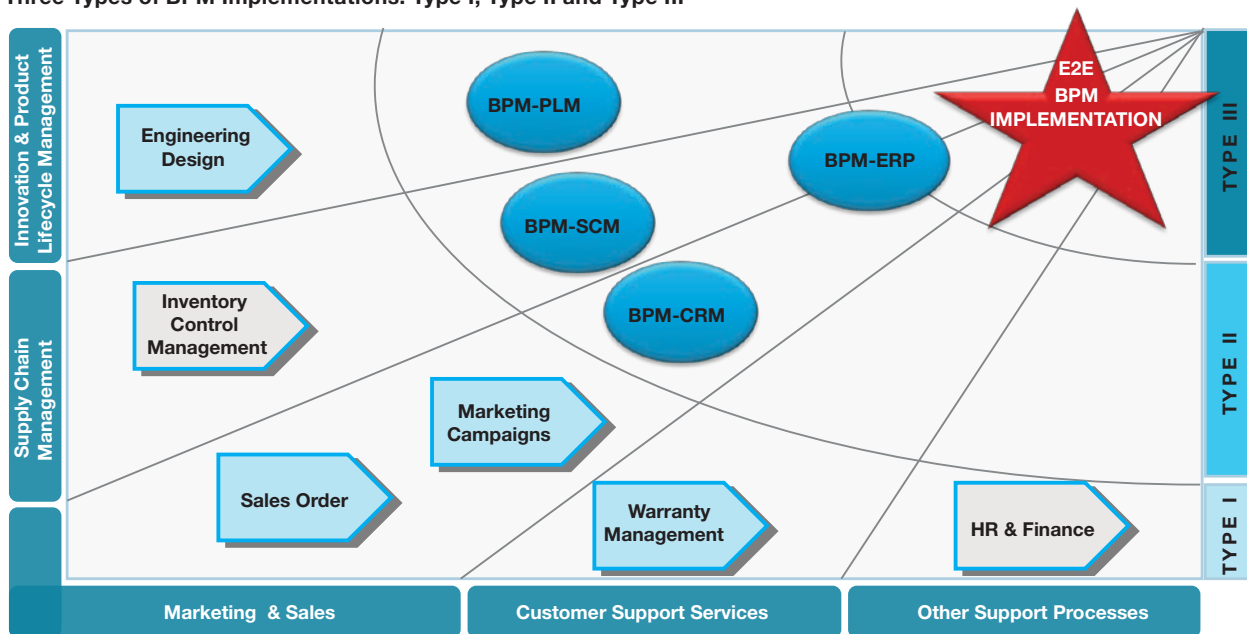 Three Types of BPM Implementations: Type I, Type II and Type III
Innovation & Product
Lifecycle Management
Supply Chain
Management
Engineering
Design
BPM-PLM
E2E
BPM
IMPLEMENTATION
BPM-ERP
BPM-SCM
BPM-CRM
Inventory
Control
Management
Marketing
Campaigns
Sales Order
Warranty
Management
HR & Finance
TYPE III
TYPE II
TYPE I
Marketing & Sales
Customer Support Services
Other Support Processes